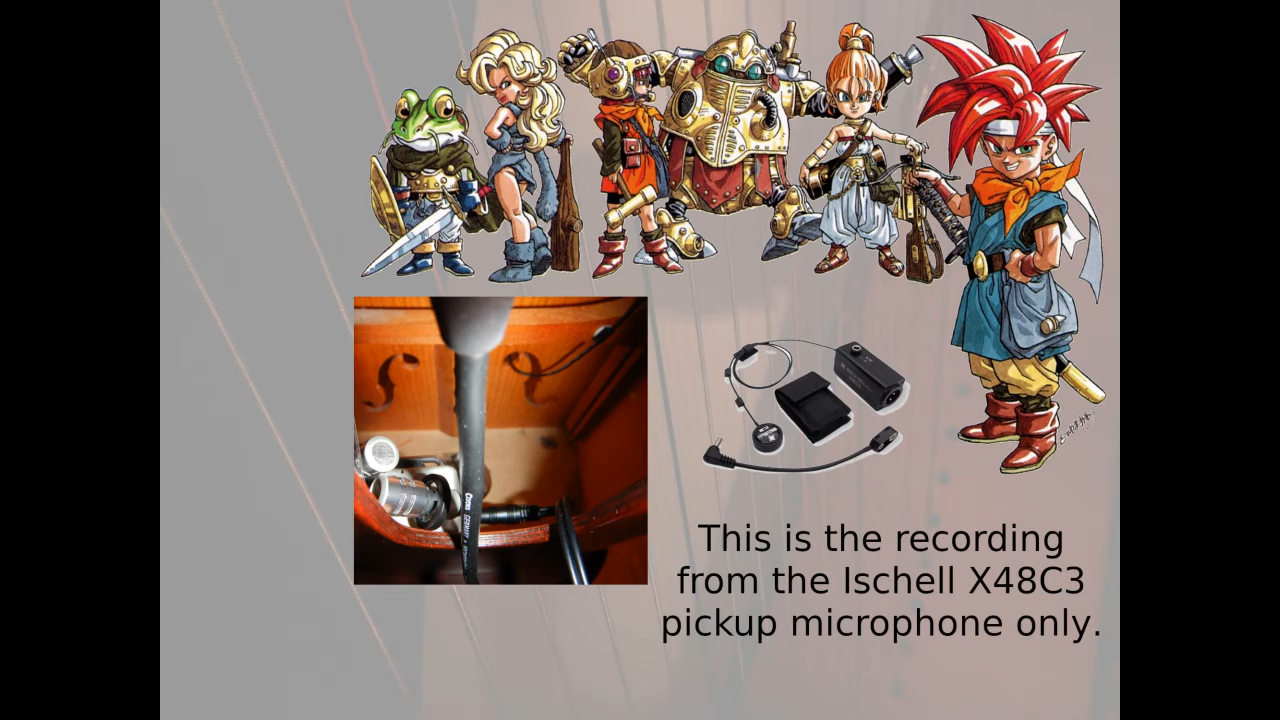 This is the recording
from the Ischell X48C3
pickup microphone only.